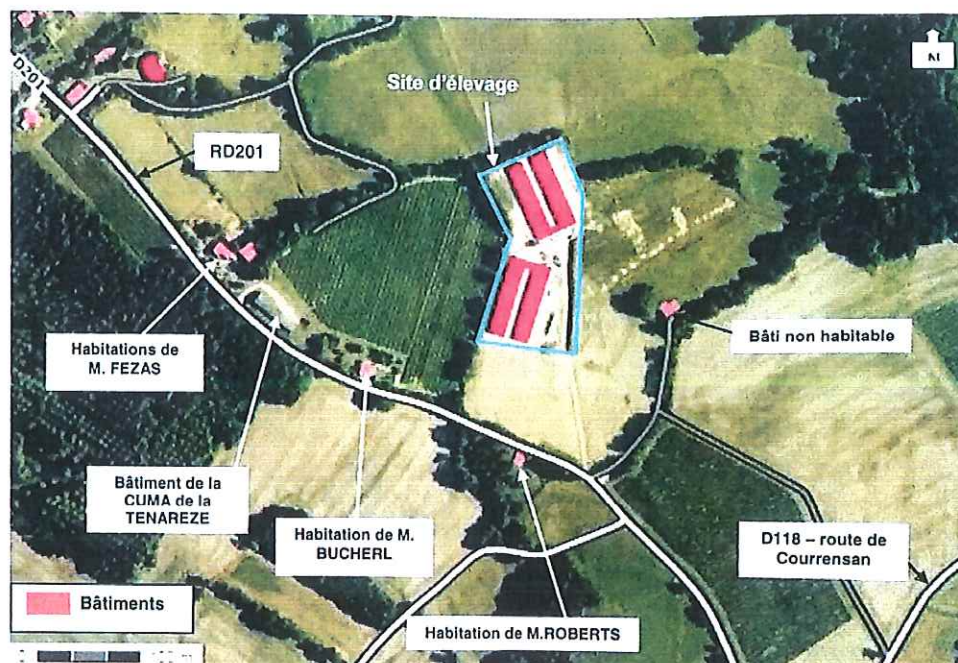 D201
Site d'élevage
RD201
Habitations de
M. FEZAS
Bâti non habitable
Bâtiment de la
CUMA de la
TENAREZE
Habitation de M.
BUCHERL
D118 – route de
Courrensan
Bâtiments
Habitation de M.ROBERTS